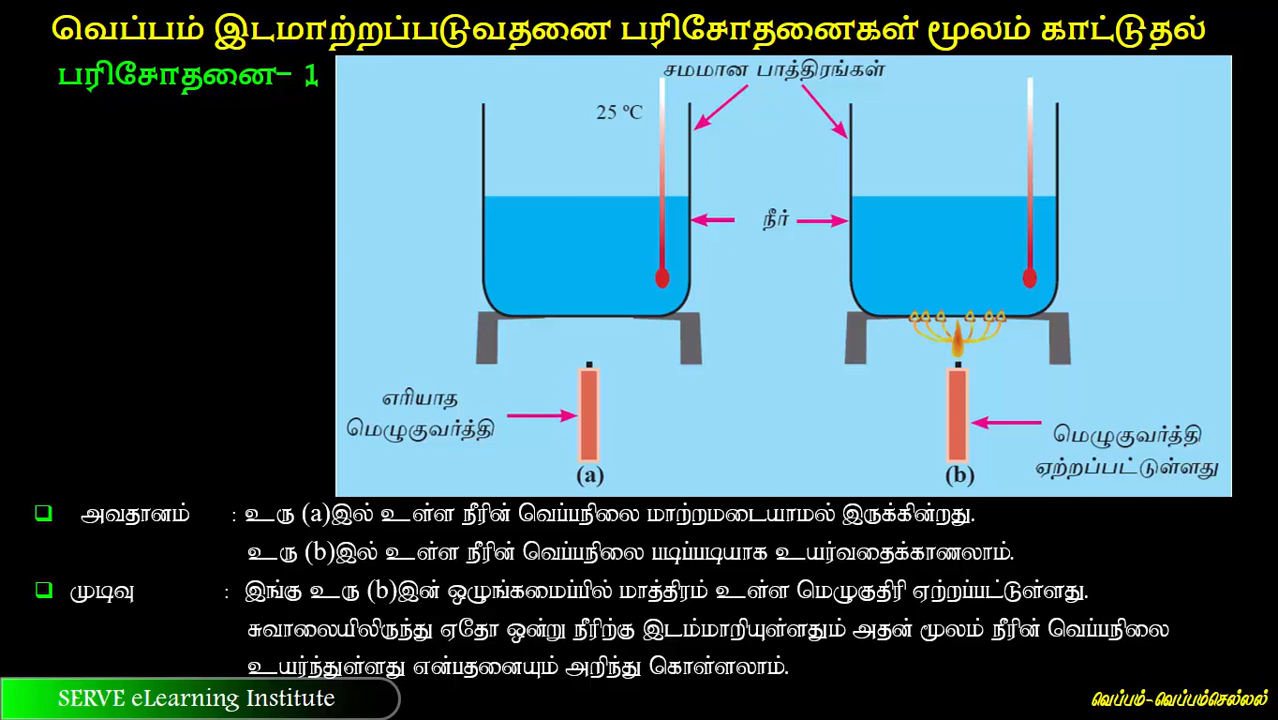 வெப்பம் இடமாற்றப்படுவதனை பரிசோதனைகள் மூலம் காட்டுதல்
பரிசோதனை- 1
சமமான பாத்திரங்கள்
25 ºC
நீர்
எரியாத
மெழுகுவர்த்தி
மெழுகுவர்த்தி
ஏற்றப்பட்டுள்ளது
(a)
(b)
அவதானம் : உரு (a)இல் உள்ள நீரின் வெப்பநிலை மாற்றமடையாமல் இருக்கின்றது.
உரு (b)இல் உள்ள நீரின் வெப்பநிலை படிப்படியாக உயர்வதைக்காணலாம்.
முடிவு : இங்கு உரு (b)இன் ஒழுங்கமைப்பில் மாத்திரம் உள்ள மெழுகுதிரி ஏற்றப்பட்டுள்ளது.
சுவாலையிலிருந்து ஏதோ ஒன்று நீரிற்கு இடம்மாறியுள்ளதும் அதன் மூலம் நீரின் வெப்பநிலை
உயர்ந்துள்ளது என்பதனையும் அறிந்து கொள்ளலாம்.
SERVE eLearning Institute
வெப்பம்-வெப்பம்செல்லல்